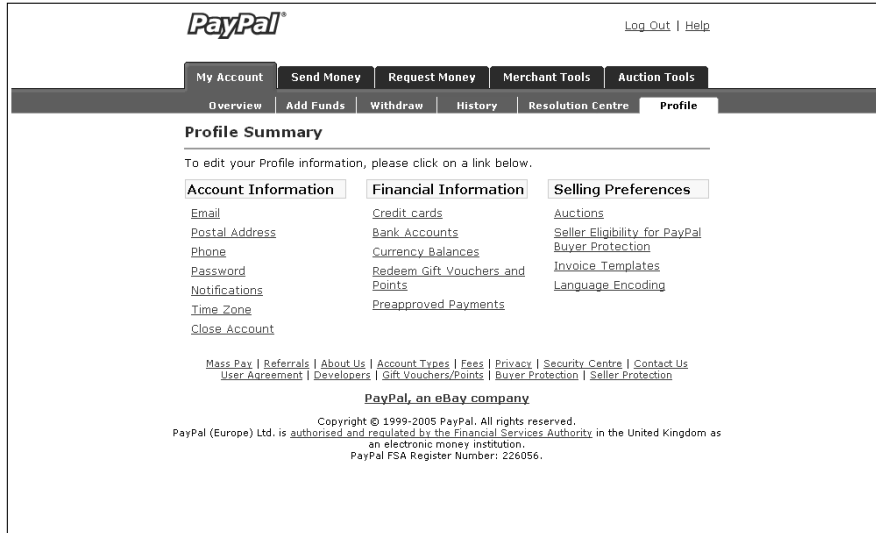 PayPal®
Log Out | Help
My Account Send Money Request Money Merchant Tools Auction Tools
Overview Add Funds Withdraw History Resolution Centre Profile
Profile Summary
To edit your Profile information, please click on a link below.
Account Information
Email
Postal Address
Phone
Password
Notifications
Time Zone
Close Account
Financial Information
Credit cards
Bank Accounts
Currency Balances
Redeem Gift Vouchers and
Points
Preapproved Payments
Selling Preferences
Auctions
Seller Eligibility for PayPal
Buyer Protection
Invoice Templates
Language Encoding
Mass Pay | Referrals | About Us | Account Types | Fees | Privacy | Security Centre | Contact Us
User Agreement | Developers | Gift Vouchers/Points | Buyer Protection | Seller Protection
PayPal, an eBay company
Copyright © 1999-2005 PayPal. All rights reserved.
PayPal (Europe) Ltd. is authorised and regulated by the Financial Services Authority in the United Kingdom as
an electronic money institution.
PayPal FSA Register Number: 226056.